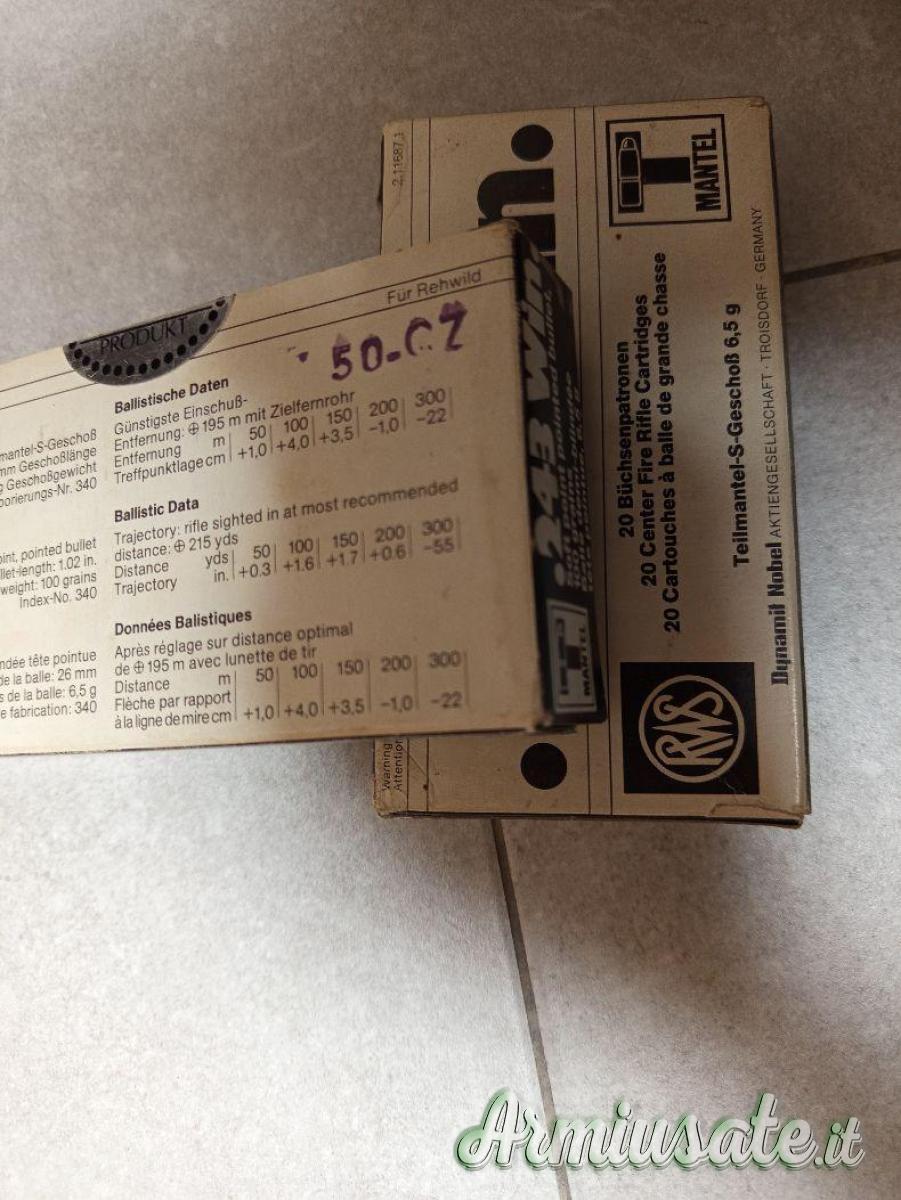 PRODUKT
Für Rehwild
50-
Ballistische Daten
Günstigste Einschuß-
Entfernung: ⊕ 195 m mit Zielfernrohr
Entfernung m 50 100 150 200 300
Treffpunktlage cm +1,0 +4,0 +3,5 -1,0 -22
mantel-S-Geschoß
mm Geschoßlänge
g Geschoßgewicht
340
Ballistic Data
Trajectory: rifle sighted in at most recommended
distance: ⊕ 215 yds
Distance yds 50 100 150 200 300
Trajectory in. +0.3 +1.6 +1.7 +0.6 -55
pointed bullet
length: 1.02 in.
weight: 100 grains
Index-No. 340
Données Balistiques
Après réglage sur distance optimal
de ⊕ 195 m avec lunette de tir
Distance m 50 100 150 200 300
Flèche par rapport
à la ligne de mire cm +1,0 +4,0 +3,5 -1,0 -22
tête pointue
de la balle: 26 mm
de la balle: 6,5 g
fabrication: 340
.243 Win.
T
MANTEL
2.11687.1
n.
T
MANTEL
20 Büchsenpatronen
20 Center Fire Rifle Cartridges
20 Cartouches à balle de grande chasse
Teilmantel-S-Geschoß 6,5 g
Dynamit Nobel AKTIENGESELLSCHAFT · TROISDORF · GERMANY
RWS
Warning
Attention
Armiusate.it